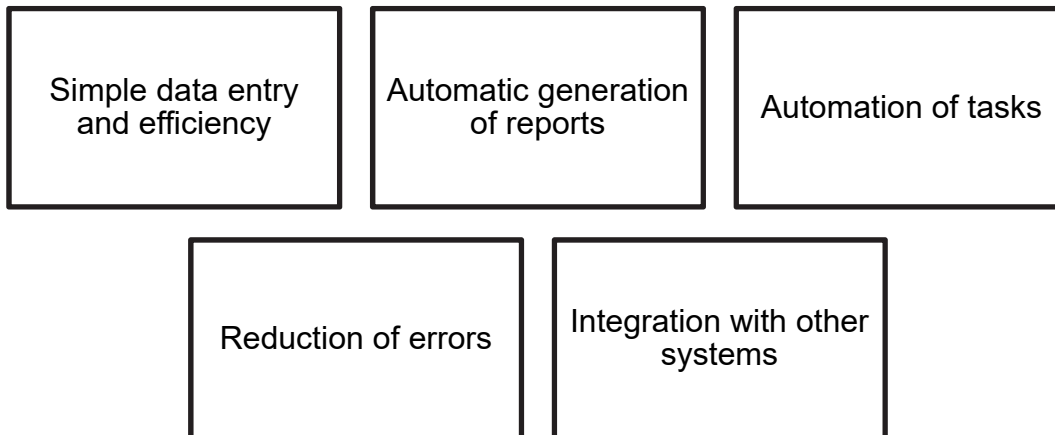 Simple data entry
and efficiency
Automatic generation
of reports
Automation of tasks
Reduction of errors
Integration with other
systems